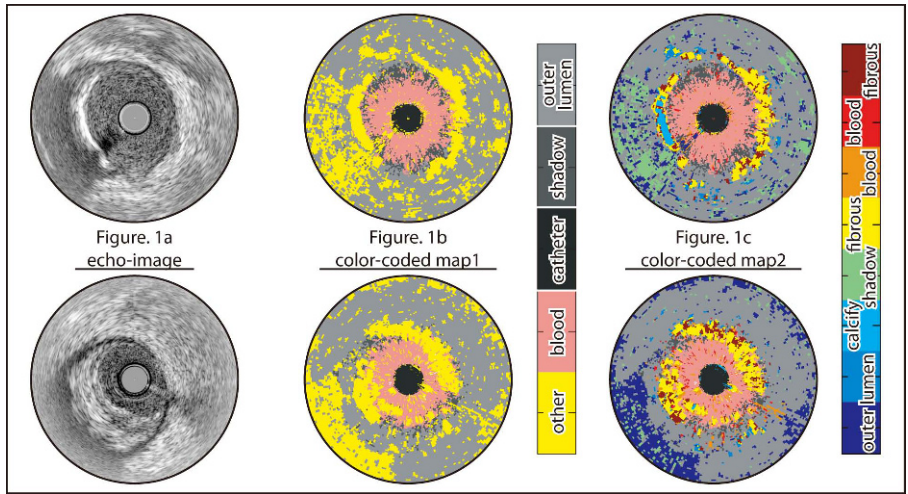 Figure. 1a
echo-image
Figure. 1b
color-coded map1
outer
lumen
shadow
catheter
blood
other
Figure. 1c
color-coded map2
fibrous
blood
blood
fibrous
shadow
calcify
outer lumen